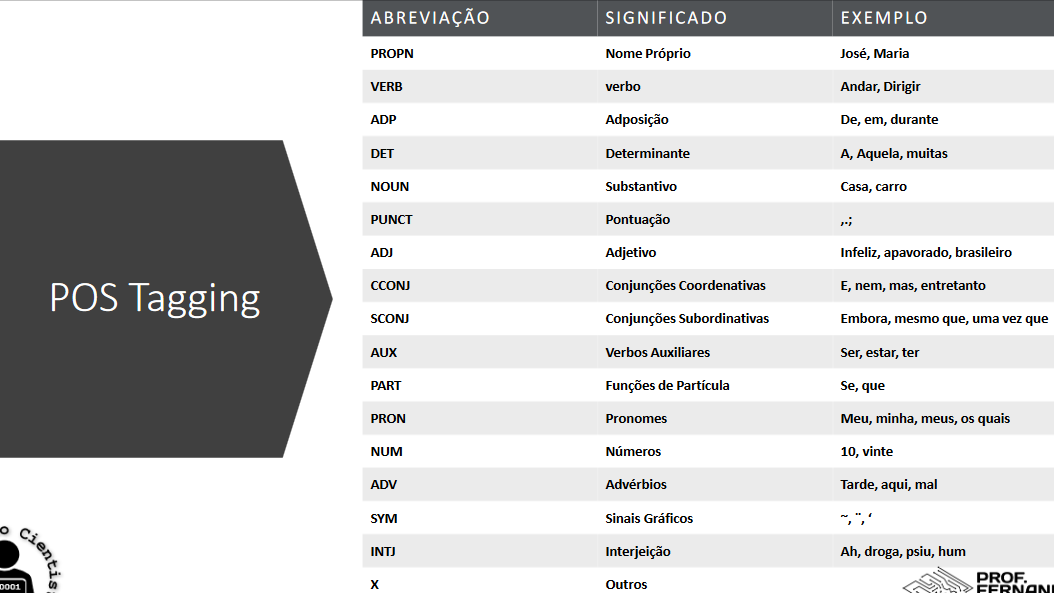 ABREVIAÇÃO SIGNIFICADO EXEMPLO
PROPN Nome Próprio José, Maria
VERB verbo Andar, Dirigir
ADP Adposição De, em, durante
DET Determinante A, Aquela, muitas
NOUN Substantivo Casa, carro
PUNCT Pontuação ,.;
ADJ Adjetivo Infeliz, apavorado, brasileiro
CCONJ Conjunções Coordenativas E, nem, mas, entretanto
SCONJ Conjunções Subordinativas Embora, mesmo que, uma vez que
AUX Verbos Auxiliares Ser, estar, ter
PART Funções de Partícula Se, que
PRON Pronomes Meu, minha, meus, os quais
NUM Números 10, vinte
ADV Advérbios Tarde, aqui, mal
SYM Sinais Gráficos ~, ¨, ‘
INTJ Interjeição Ah, droga, psiu, hum
X Outros
POS Tagging
o Cientis
0001
PROF.
FERNAN